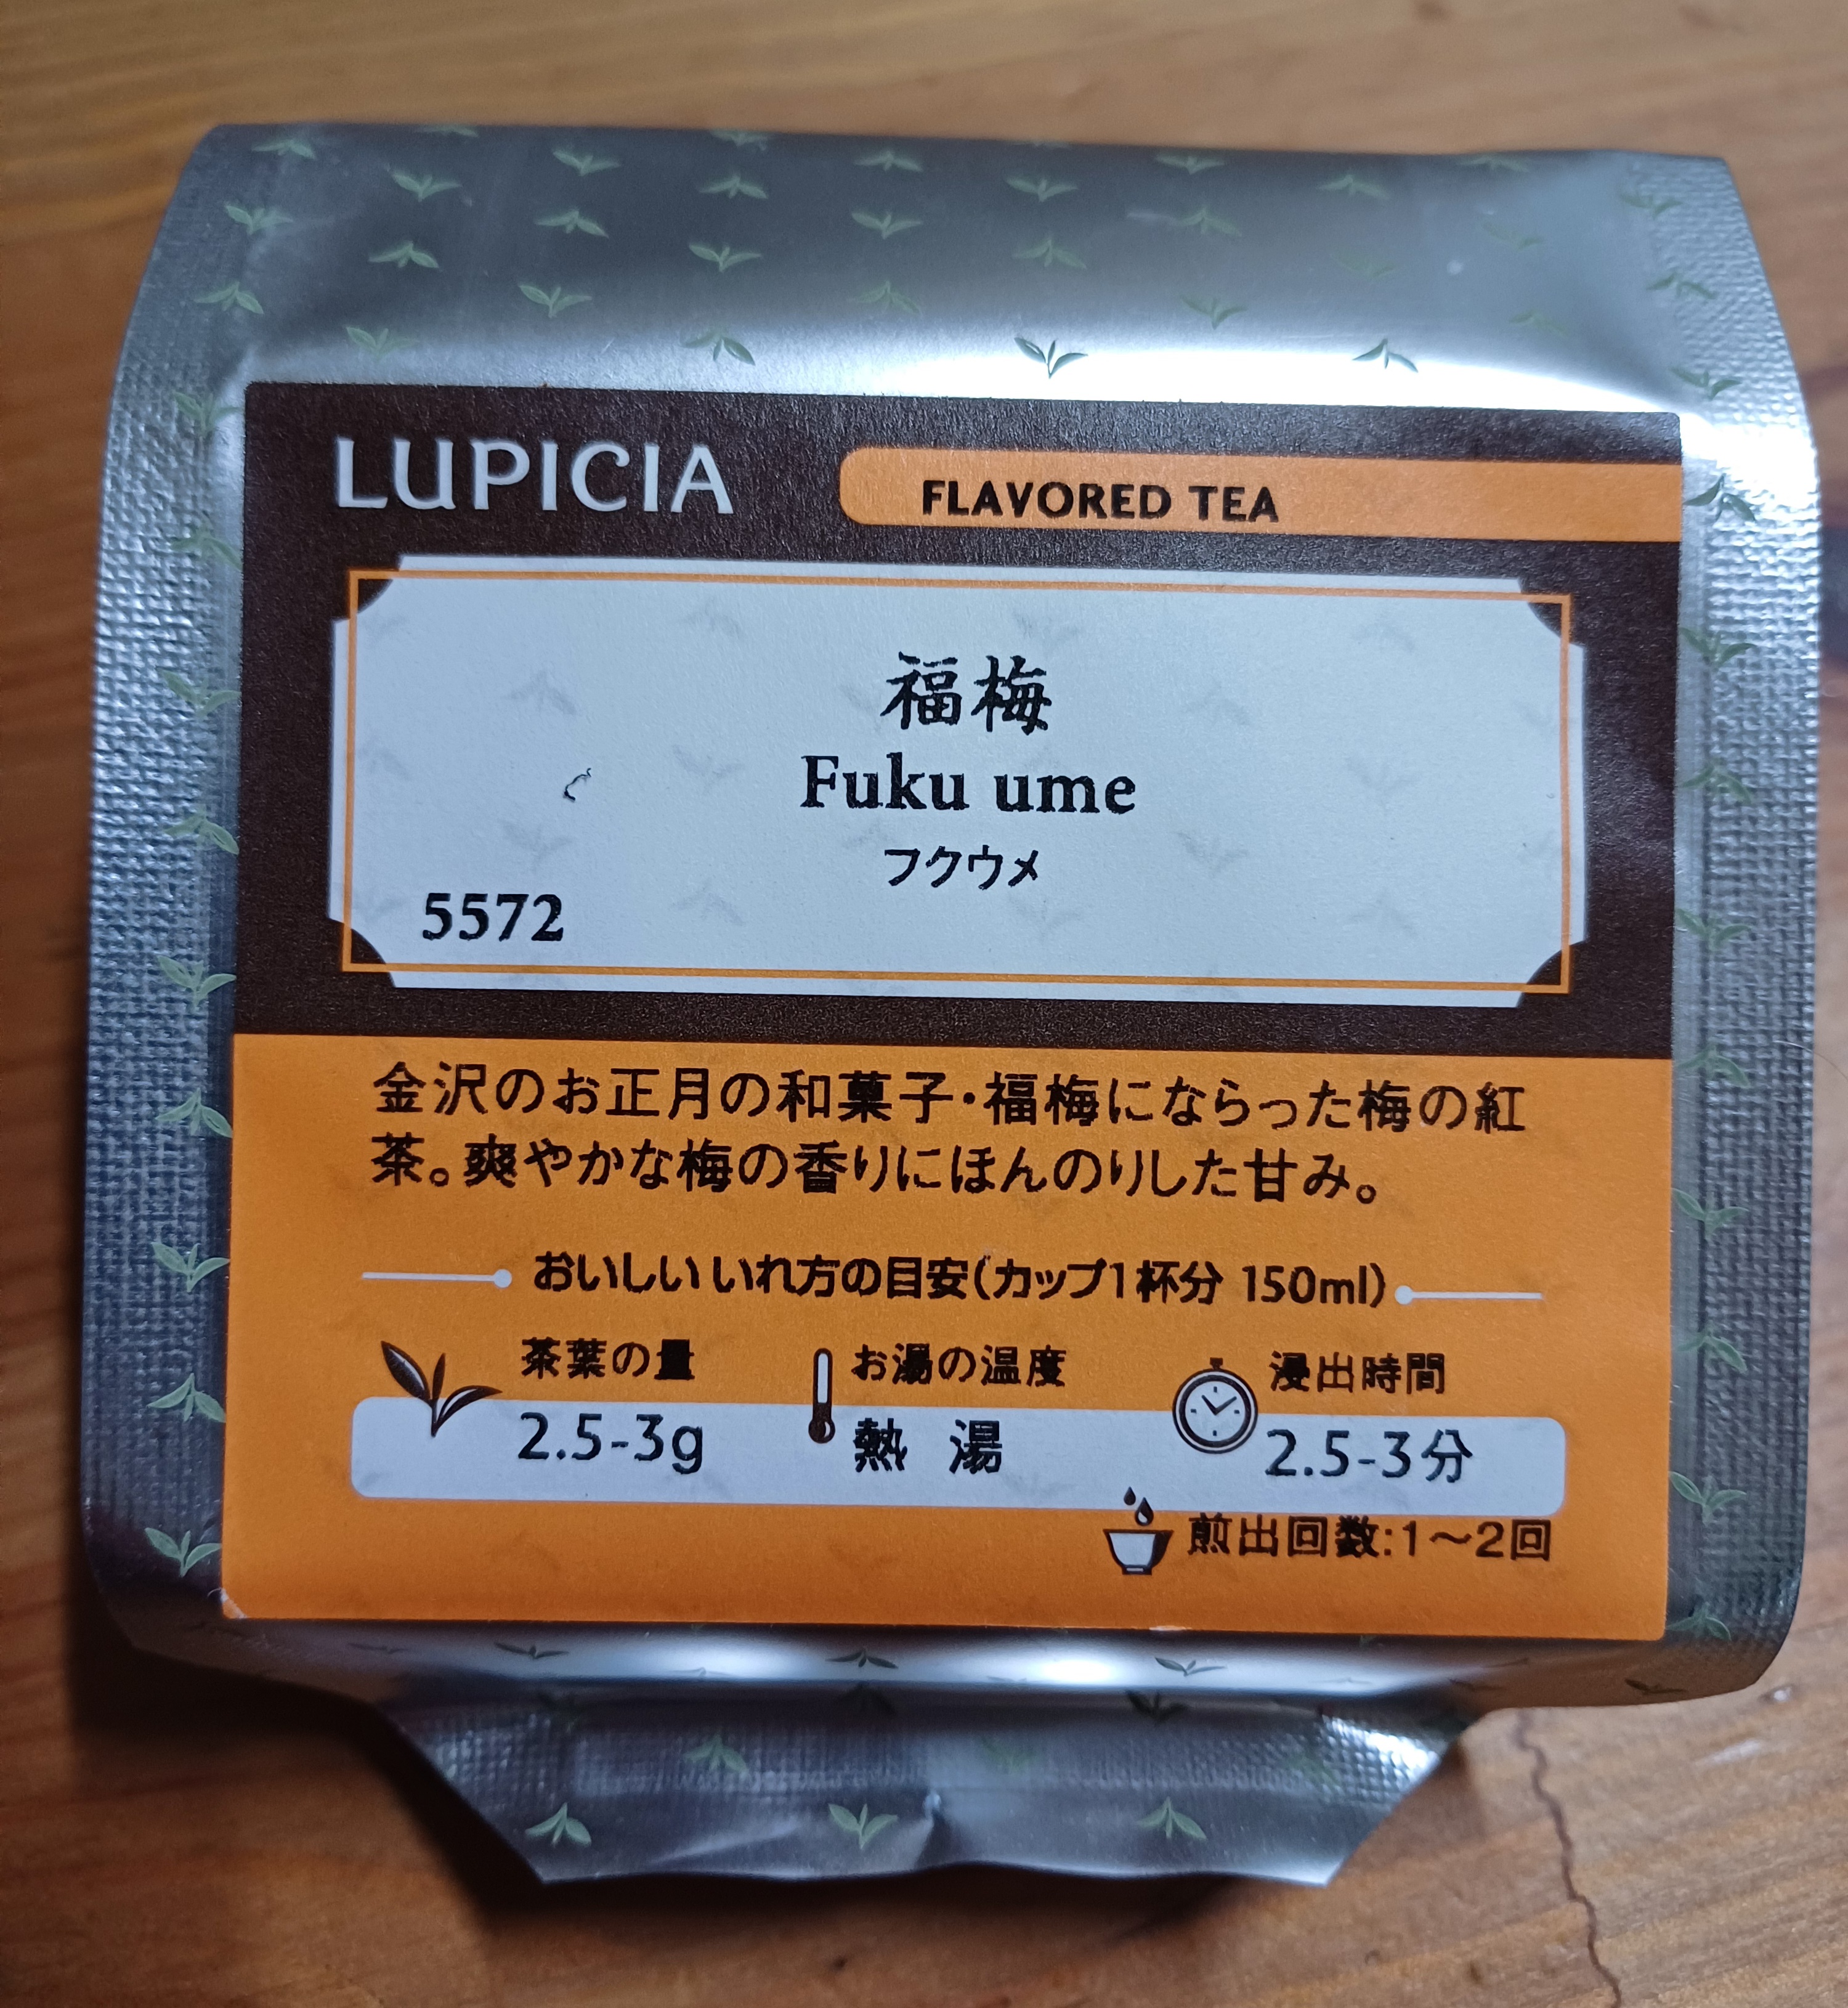 LUPICIA
FLAVORED TEA
福梅
Fuku ume
フクウメ
5572
金沢のお正月の和菓子・福梅にならった梅の紅
茶。爽やかな梅の香りにほんのりした甘み。
おいしいいれ方の目安(カップ1杯分 150ml)
茶葉の量
お湯の温度
浸出時間
2.5-3g
熱 湯
2.5-3分
煎出回数:1～2回